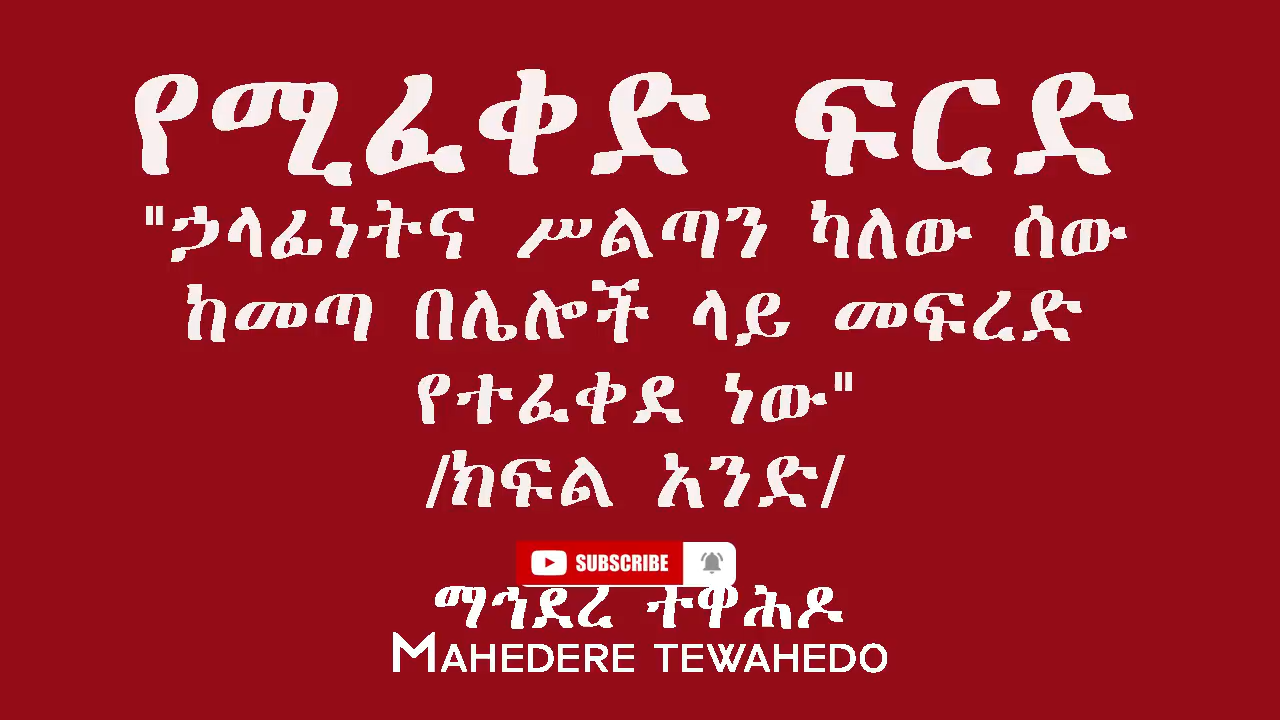 የሚፈቀድ ፍርድ
"ኃላፊነትና ሥልጣን ካለው ሰው
ከመጣ በሌሎች ላይ መፍረድ
የተፈቀደ ነው"
/ክፍል አንድ/
SUBSCRIBE
ማኅደረ ተዋሕዶ
MAHEDERE TEWAHEDO